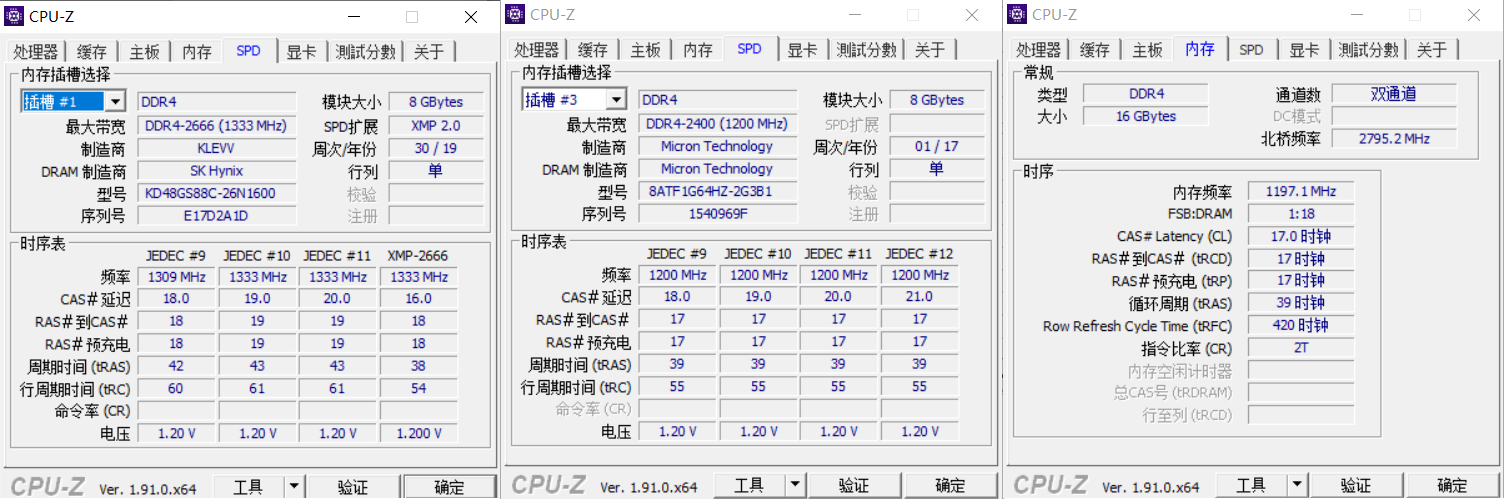 CPU-Z
处理器 缓存 主板 内存 SPD 显卡 測試分數 关于
内存插槽选择
插槽 #1 DDR4 模块大小 8 GBytes
最大带宽 DDR4-2666 (1333 MHz) SPD扩展 XMP 2.0
制造商 KLEVV 周次/年份 30 / 19
DRAM 制造商 SK Hynix 行列 单
型号 KD48GS88C-26N1600 校验
序列号 E17D2A1D 注册
时序表
JEDEC #9 JEDEC #10 JEDEC #11 XMP-2666
频率 1309 MHz 1333 MHz 1333 MHz 1333 MHz
CAS# 延迟 18.0 19.0 20.0 16.0
RAS# 到CAS# 18 19 19 18
RAS# 预充电 18 19 19 18
周期时间 (tRAS) 42 43 43 38
行周期时间 (tRC) 60 61 61 54
命令率 (CR)
电压 1.20 V 1.20 V 1.20 V 1.200 V
CPU-Z Ver. 1.91.0.x64 工具 验证 确定
CPU-Z
处理器 缓存 主板 内存 SPD 显卡 測試分數 关于
内存插槽选择
插槽 #3 DDR4 模块大小 8 GBytes
最大带宽 DDR4-2400 (1200 MHz) SPD扩展
制造商 Micron Technology 周次/年份 01 / 17
DRAM 制造商 Micron Technology 行列 单
型号 8ATF1G64HZ-2G3B1 校验
序列号 1540969F 注册
时序表
JEDEC #9 JEDEC #10 JEDEC #11 JEDEC #12
频率 1200 MHz 1200 MHz 1200 MHz 1200 MHz
CAS# 延迟 18.0 19.0 20.0 21.0
RAS# 到CAS# 17 17 17 17
RAS# 预充电 17 17 17 17
周期时间 (tRAS) 39 39 39 39
行周期时间 (tRC) 55 55 55 55
命令率 (CR)
电压 1.20 V 1.20 V 1.20 V 1.20 V
CPU-Z Ver. 1.91.0.x64 工具 验证 确定
CPU-Z
处理器 缓存 主板 内存 SPD 显卡 測試分數 关于
常规
类型 DDR4 通道数 双通道
大小 16 GBytes DC模式
北桥频率 2795.2 MHz
时序
内存频率 1197.1 MHz
FSB:DRAM 1:18
CAS# Latency (CL) 17.0 时钟
RAS# 到CAS# (tRCD) 17 时钟
RAS# 预充电 (tRP) 17 时钟
循环周期 (tRAS) 39 时钟
Row Refresh Cycle Time (tRFC) 420 时钟
指令比率 (CR) 2T
内存空闲计时器
总CAS号 (tRDRAM)
行至列 (tRCD)
CPU-Z Ver. 1.91.0.x64 工具 验证 确定